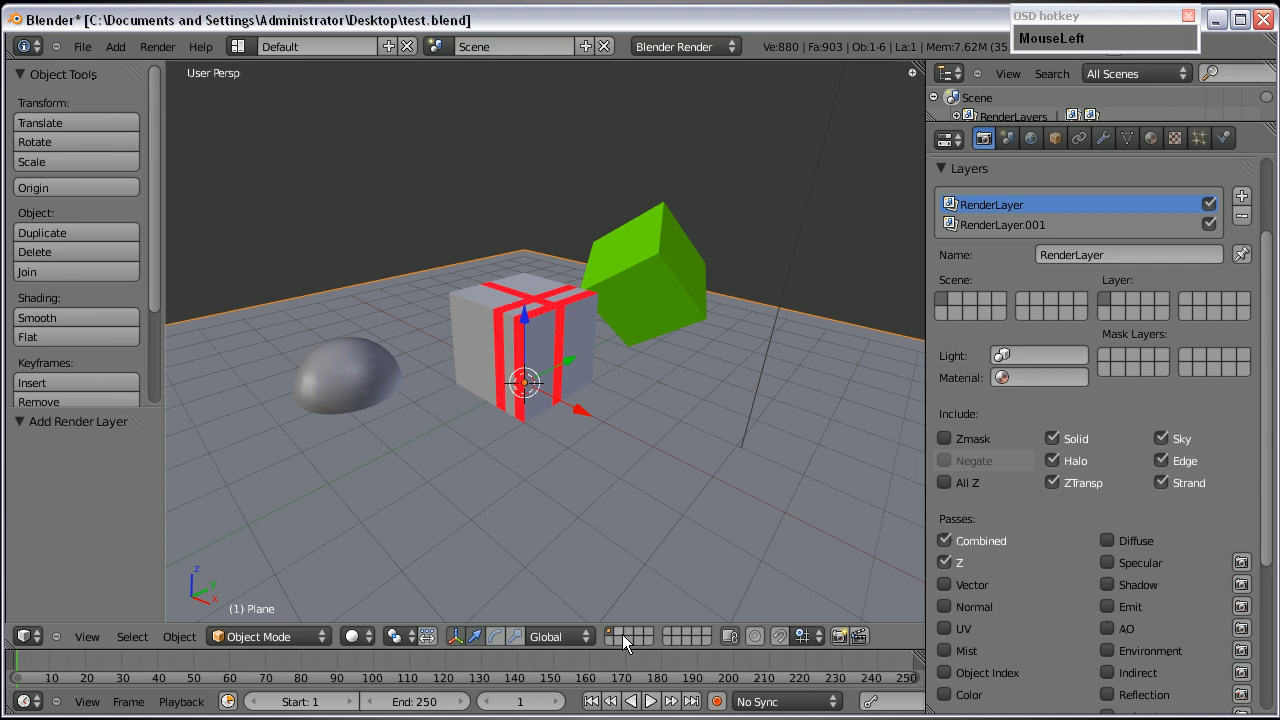 Blender* [C:\Documents and Settings\Administrator\Desktop\test.blend]
OSD hotkey
MouseLeft
File Add Render Help Default Scene Blender Render Ve:880 | Fa:903 | Ob:1-6 | La:1 | Mem:7.62M (35
Object Tools
Transform:
Translate
Rotate
Scale
Origin
Object:
Duplicate
Delete
Join
Shading:
Smooth
Flat
Keyframes:
Insert
Remove
Add Render Layer
User Persp
z
y
x
(1) Plane
View Select Object Object Mode Global
10 20 30 40 50 60 70 80 90 100 110 120 130 140 150 160 170 180 190 200 210 220 230 240 250
View Frame Playback Start: 1 End: 250 1 No Sync
View Search All Scenes
Scene
RenderLayers |
Layers
RenderLayer
RenderLayer.001
Name: RenderLayer
Scene: Layer:
Mask Layers:
Light:
Material:
Include:
Zmask Solid Sky
Negate Halo Edge
All Z ZTransp Strand
Passes:
Combined Diffuse
Z Specular
Vector Shadow
Normal Emit
UV AO
Mist Environment
Object Index Indirect
Color Reflection